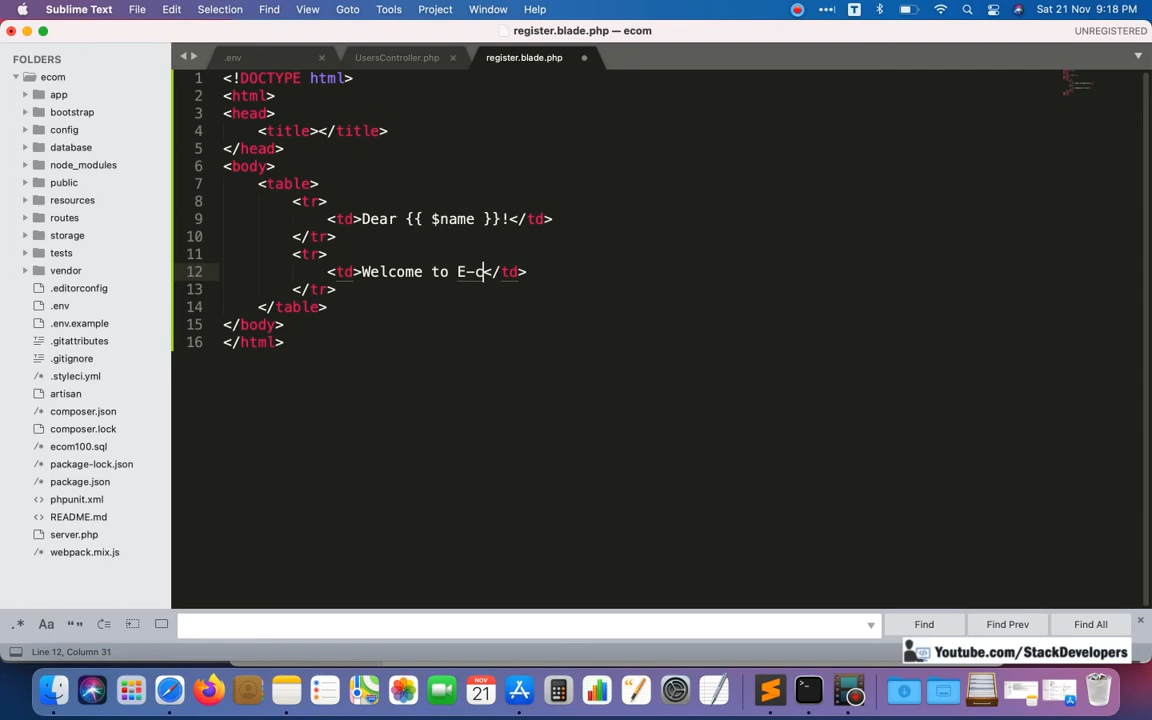 Sublime Text File Edit Selection Find View Goto Tools Project Window Help Sat 21 Nov 9:18 PM
register.blade.php — ecom UNREGISTERED
FOLDERS
.env UsersController.php register.blade.php
ecom
app
bootstrap
config
database
node_modules
public
resources
routes
storage
tests
vendor
.editorconfig
.env
.env.example
.gitattributes
.gitignore
.styleci.yml
artisan
composer.json
composer.lock
ecom100.sql
package-lock.json
package.json
phpunit.xml
README.md
server.php
webpack.mix.js
1 <!DOCTYPE html>
2 <html>
3 <head>
4 <title></title>
5 </head>
6 <body>
7 <table>
8 <tr>
9 <td>Dear {{ $name }}!</td>
10 </tr>
11 <tr>
12 <td>Welcome to E-c</td>
13 </tr>
14 </table>
15 </body>
16 </html>
.* Aa Find Find Prev Find All
Line 12, Column 31
Youtube.com/StackDevelopers
NOV
21